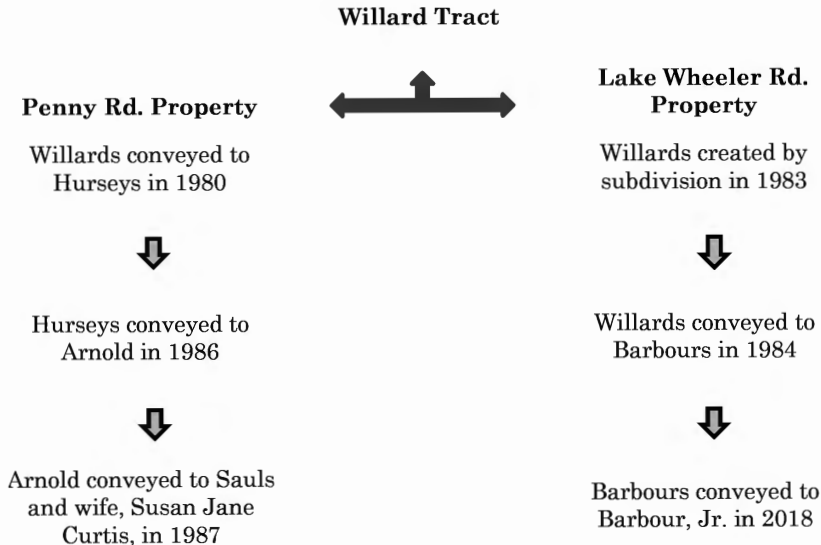 Willard Tract
Penny Rd. Property
Willards conveyed to
Hurseys in 1980
Hurseys conveyed to
Arnold in 1986
Arnold conveyed to Sauls
and wife, Susan Jane
Curtis, in 1987
Lake Wheeler Rd.
Property
Willards created by
subdivision in 1983
Willards conveyed to
Barbours in 1984
Barbours conveyed to
Barbour, Jr. in 2018